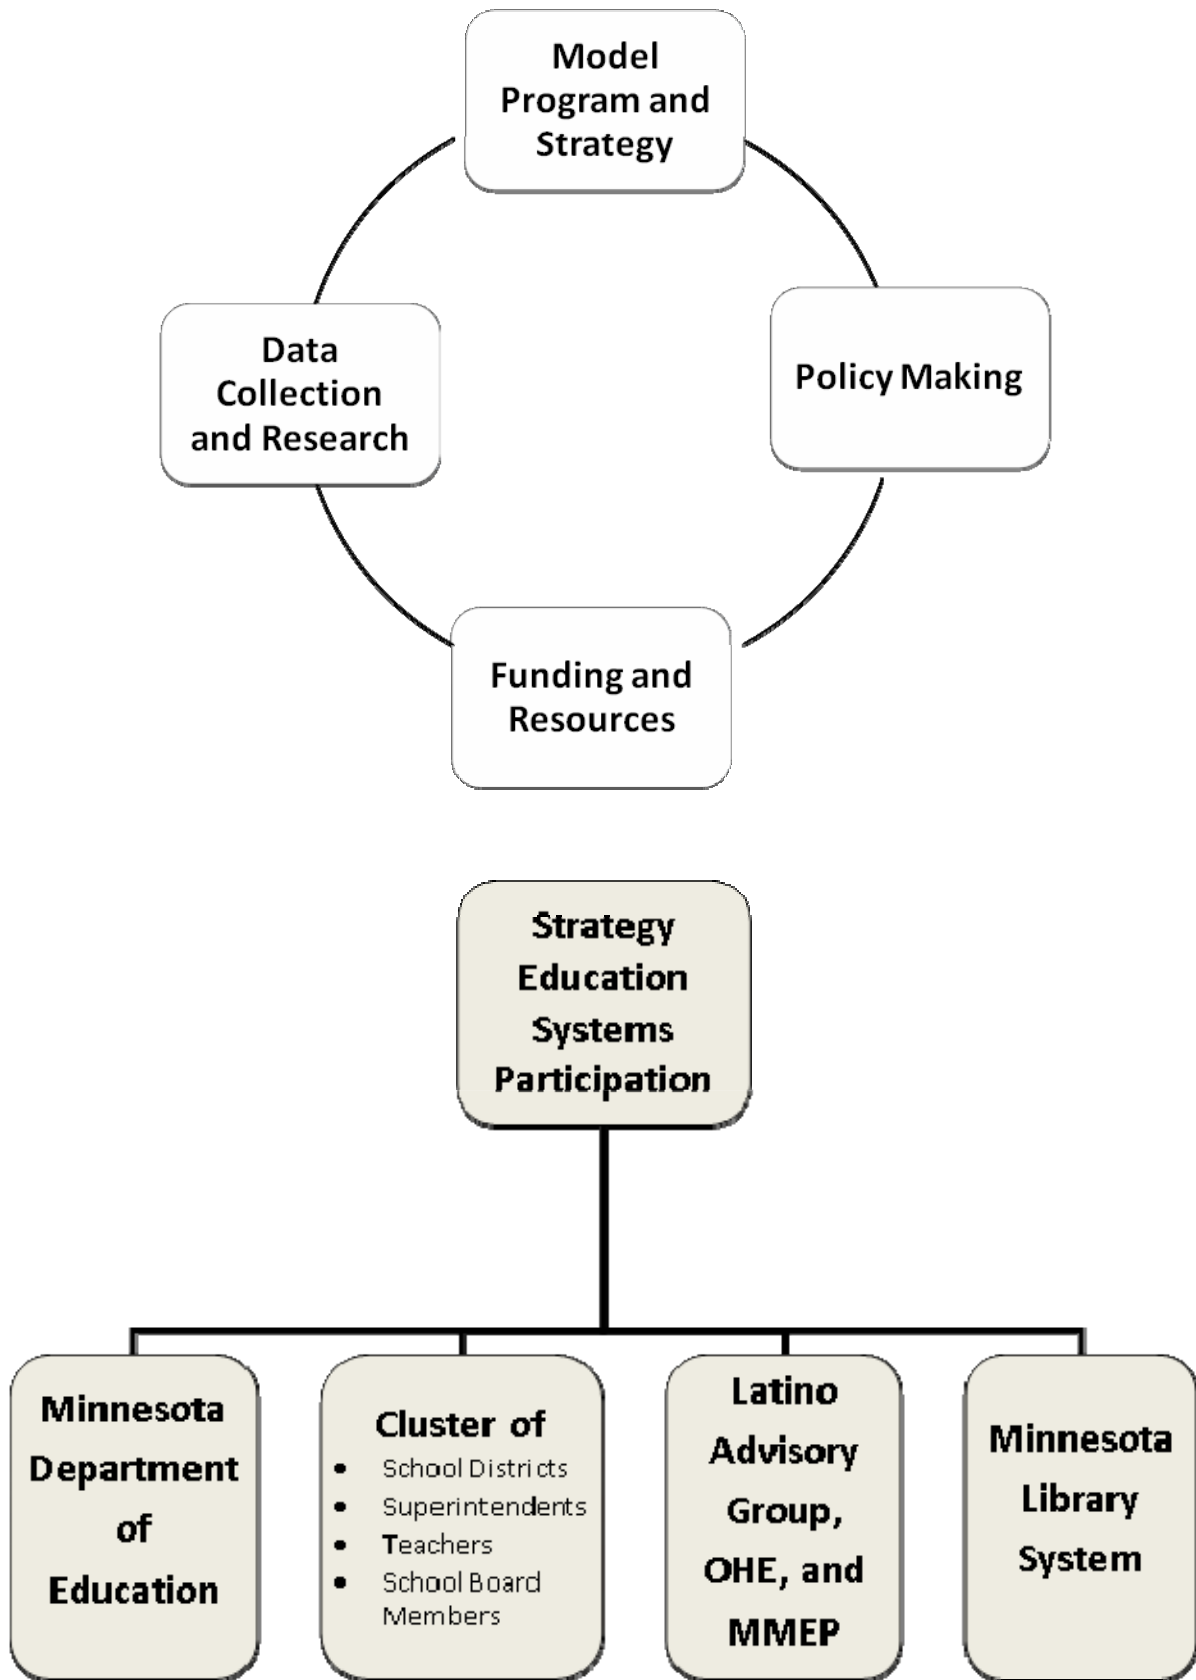 Model
Program and
Strategy
Data
Collection
and Research
Policy Making
Funding and
Resources
Strategy
Education
Systems
Participation
Minnesota
Department
of
Education
Cluster of
• School Districts
• Superintendents
• Teachers
• School Board
Members
Latino
Advisory
Group,
OHE, and
MMEP
Minnesota
Library
System